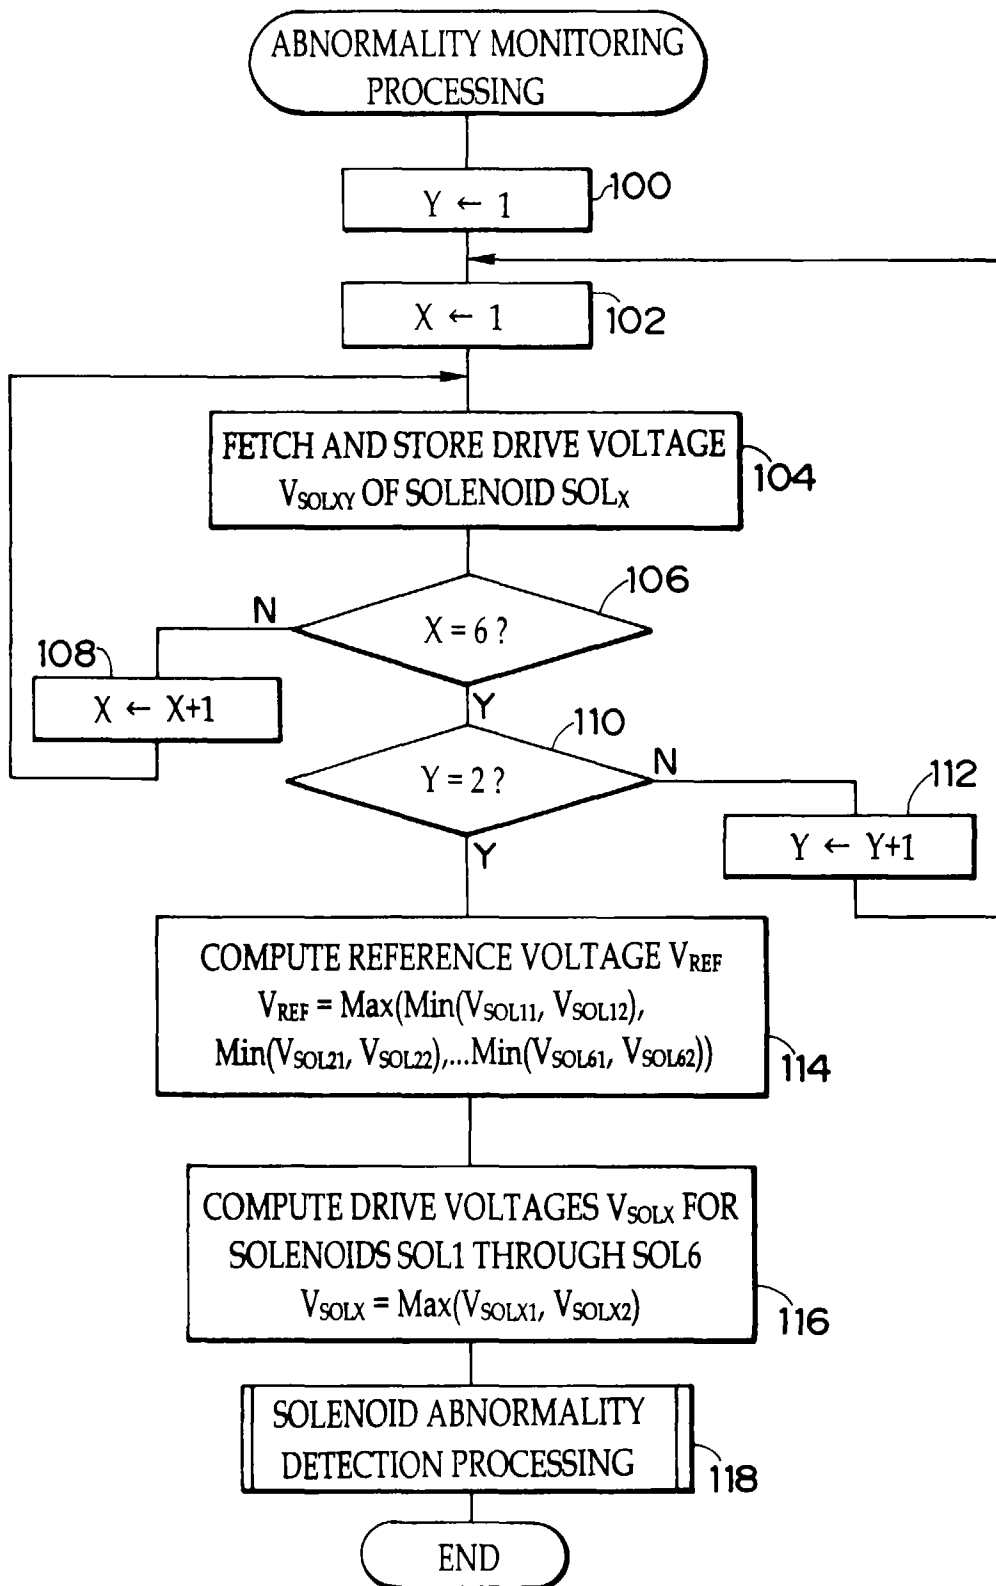 ABNORMALITY MONITORING
PROCESSING
Y ← 1
100
X ← 1
102
FETCH AND STORE DRIVE VOLTAGE
VSOLXY OF SOLENOID SOLX
104
106
N
X = 6 ?
108
Y
X ← X+1
110
N
Y = 2 ?
112
Y
Y ← Y+1
COMPUTE REFERENCE VOLTAGE VREF
VREF = Max(Min(VSOL11, VSOL12),
Min(VSOL21, VSOL22),...Min(VSOL61, VSOL62))
114
COMPUTE DRIVE VOLTAGES VSOLX FOR
SOLENOIDS SOL1 THROUGH SOL6
VSOLX = Max(VSOLX1, VSOLX2)
116
SOLENOID ABNORMALITY
DETECTION PROCESSING
118
END